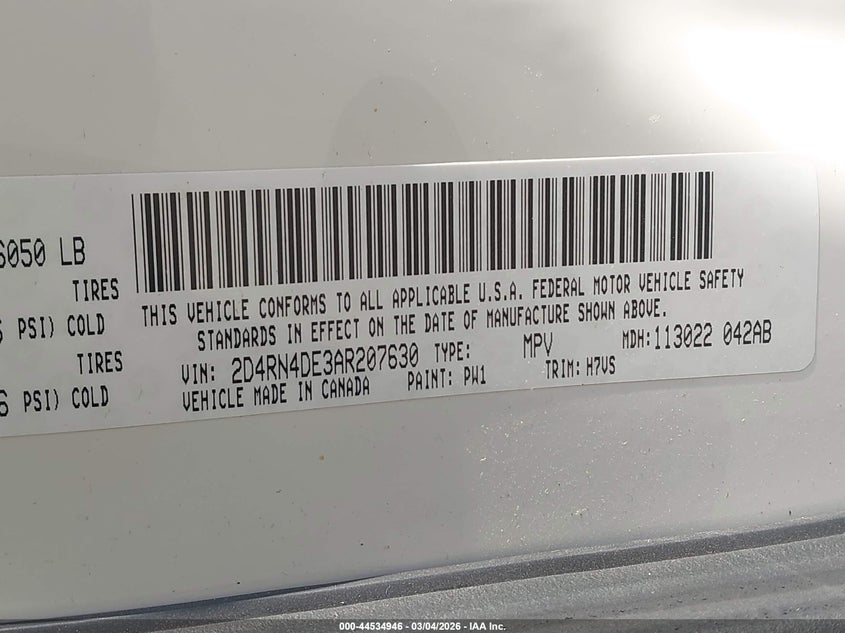 6050 LB
TIRES
PSI) COLD
TIRES
6 PSI) COLD
THIS VEHICLE CONFORMS TO ALL APPLICABLE U.S.A. FEDERAL MOTOR VEHICLE SAFETY
STANDARDS IN EFFECT ON THE DATE OF MANUFACTURE SHOWN ABOVE.
VIN: 2D4RN4DE3AR207630 TYPE: MPV MDH: 113022 042AB
VEHICLE MADE IN CANADA PAINT: PW1 TRIM: H7VS
000-44534946 - 03/04/2026 - IAA Inc.